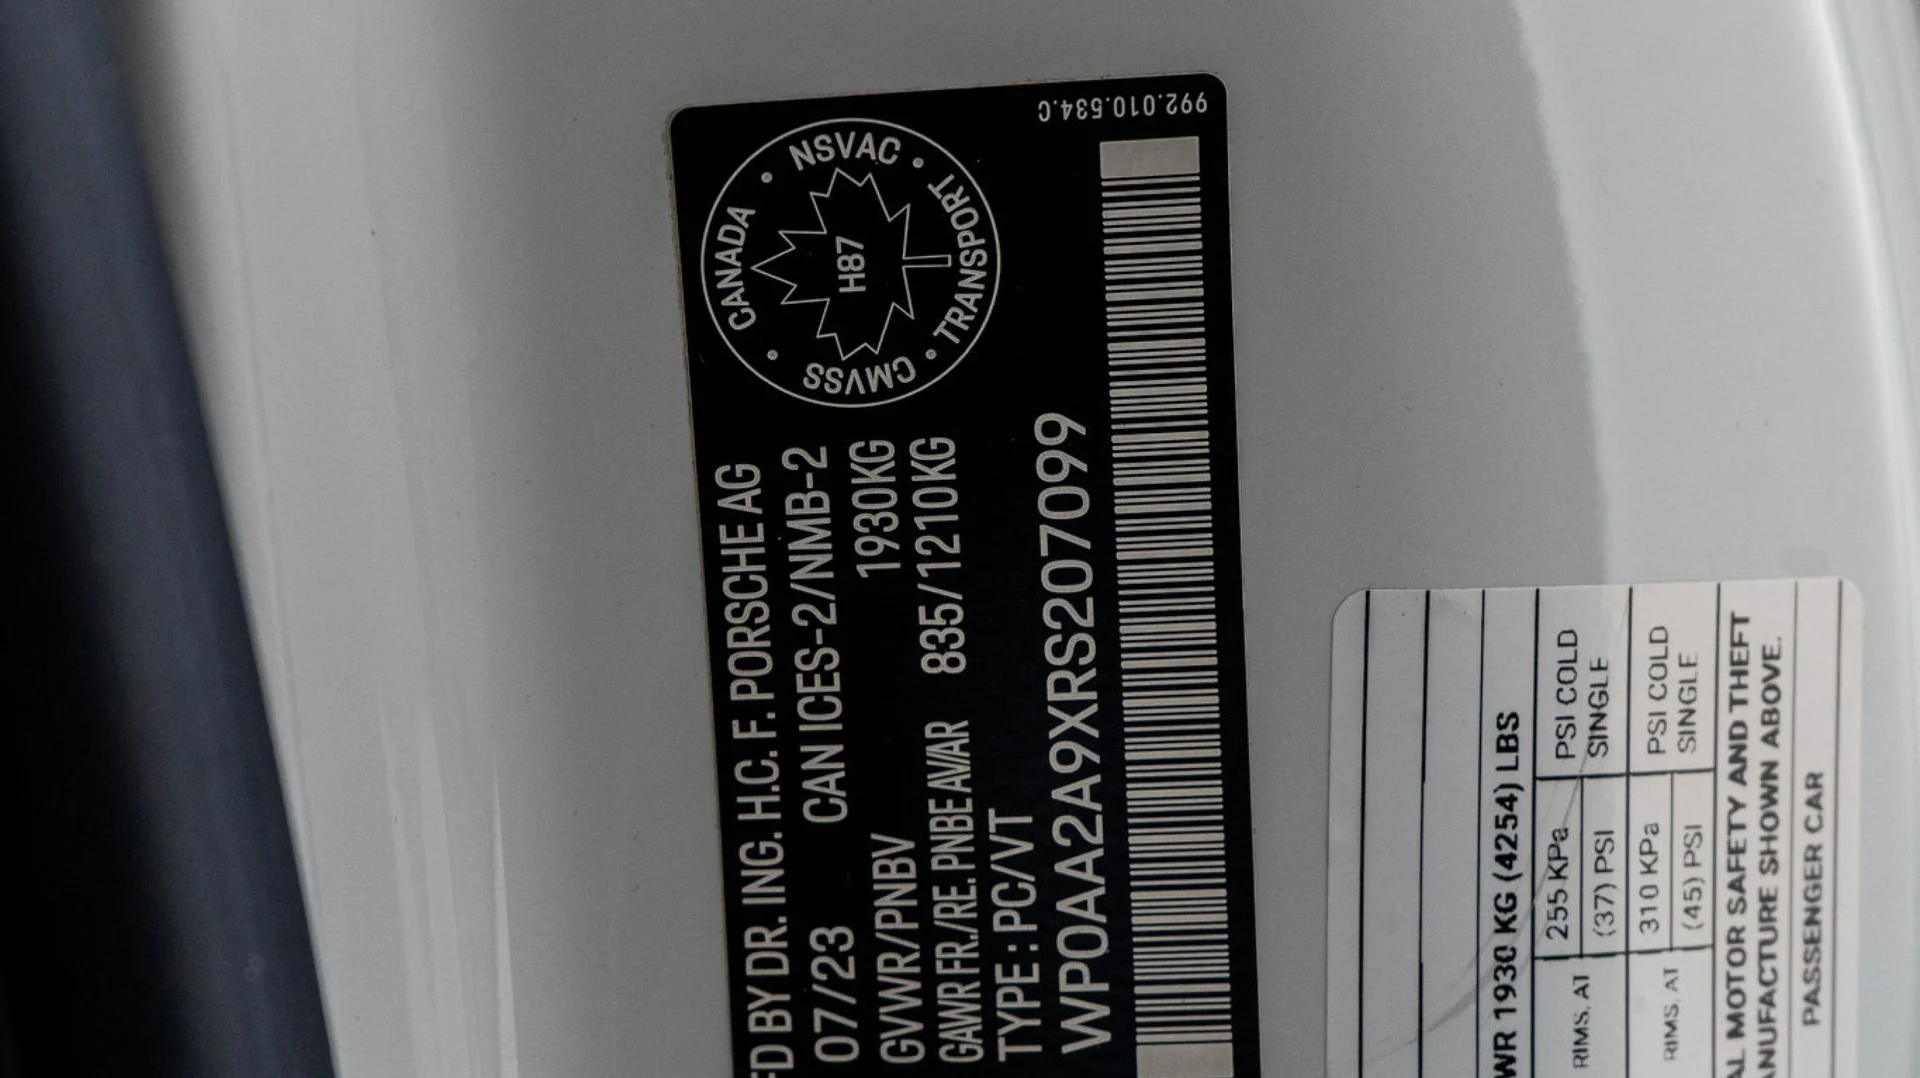 FD BY DR. ING. H.C. F. PORSCHE AG
07/23 CAN ICES-2/NMB-2
GVWR/PNBV 1930KG
GAWR FR./RE. PNBE AV/AR 835/1210KG
TYPE : PC/VT
WP0AA2A9XRS207099
CANADA • NSVAC • TRANSPORT • CMVSS •
H87
992.010.534.C
WR 1930 KG (4254) LBS
RIMS. AT 255 KPa PSI COLD
(37) PSI SINGLE
RIMS. AT 310 KPa PSI COLD
(45) PSI SINGLE
AL MOTOR SAFETY AND THEFT
ANUFACTURE SHOWN ABOVE.
PASSENGER CAR